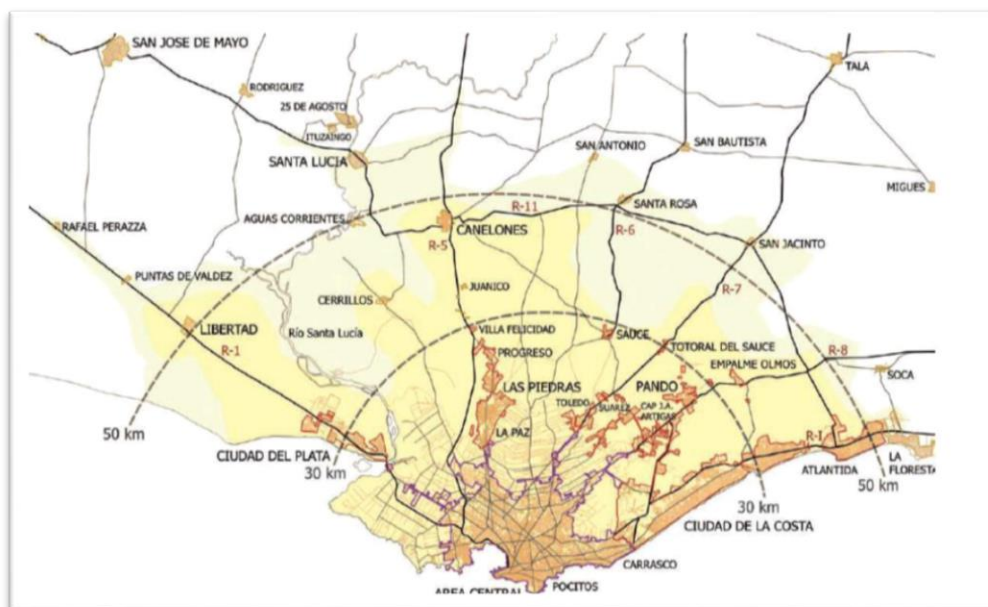 SAN JOSE DE MAYO
TALA
RODRIGUEZ
25 DE AGOSTO
ITUZAINGO
SAN ANTONIO
SAN BAUTISTA
SANTA LUCIA
MIGUES
SANTA ROSA
R-11
AGUAS CORRIENTES
RAFAEL PERAZZA
CANELONES
R-6
R-5
SAN JACINTO
PUNTAS DE VALDEZ
JUANICO
R-7
CERRILLOS
LIBERTAD
Río Santa Lucía
VILLA FELICIDAD
SAUCE
TOTORAL DEL SAUCE
R-1
PROGRESO
R-8
EMPALME OLMOS
SOCA
LAS PIEDRAS
PANDO
TOLEDO
SUAREZ
CAP J.A.
ARTIGAS
50 km
LA PAZ
R-I
CIUDAD DEL PLATA
LA
FLORESTA
30 km
ATLANTIDA
50 km
30 km
CIUDAD DE LA COSTA
CARRASCO
POCITOS
AREA CENTRAL